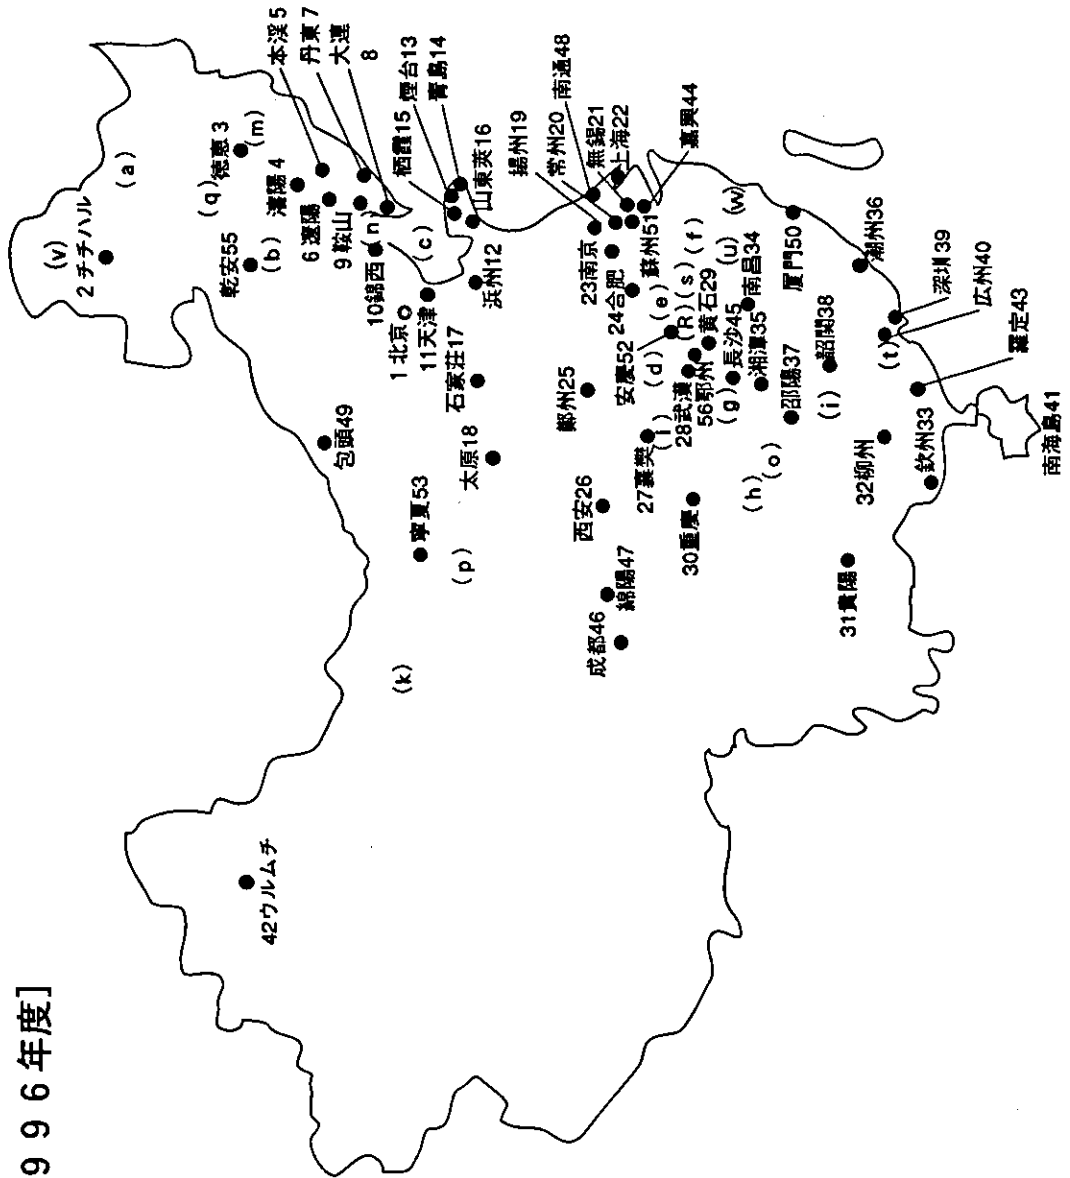 ９９６年度]
42ウルムチ
(v)
2チチハル
(a)
(q)
徳恵3
(m)
乾安55
(b)
瀋陽4
本渓5
6遼陽
丹東7
大連
8
9鞍山
(n)
10錦西
1北京
11天津
(c)
浜州12
煙台13
青島14
栖霞15
山東莢16
石家荘17
太原18
包頭49
寧夏53
(p)
(k)
揚州19
常州20
南通48
無錫21
上海22
嘉興44
23南京
24合肥
蘇州51
鄭州25
西安26
安慶52
(e)
(d)
(R)
(s)
(f)
(u)
(w)
27襄樊
(l)
28武漢
黄石29
56鄂州
(g)
長沙45
南昌34
湘潭35
綿陽47
成都46
30重慶
(h)
(o)
邵陽37
厦門50
潮州36
韶関38
(i)
(t)
31貴陽
32柳州
欽州33
深圳39
広州40
羅定43
南海島41